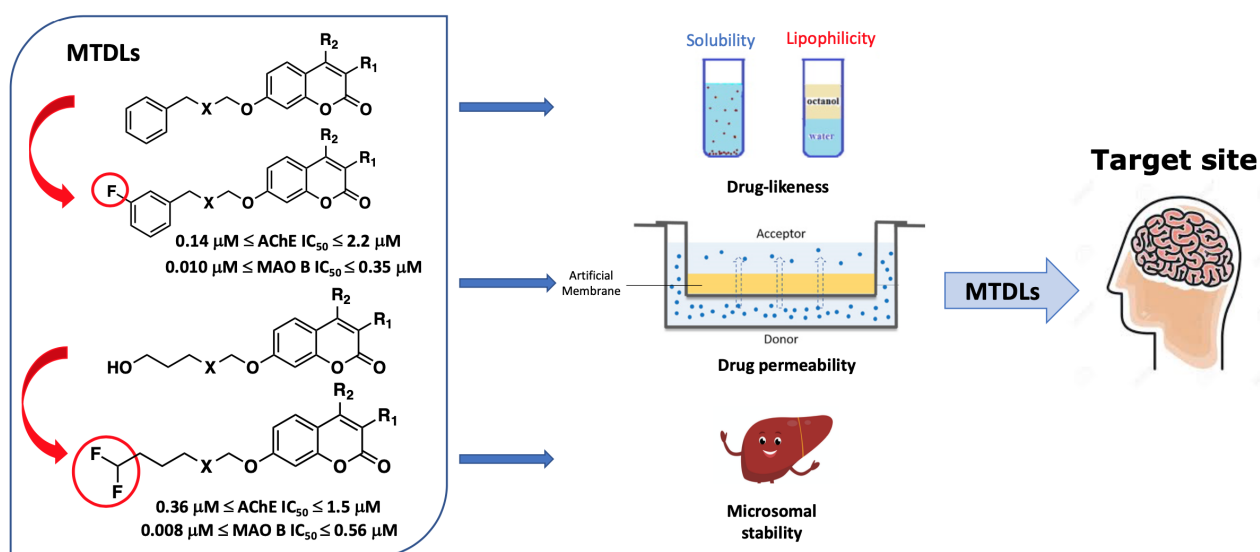 MTDLs
R2
R1
X
O
O
O
R2
R1
F
X
O
O
O
0.14 μM ≤ AChE IC50 ≤ 2.2 μM
0.010 μM ≤ MAO B IC50 ≤ 0.35 μM
R2
R1
HO
X
O
O
O
R2
R1
F
F
X
O
O
O
0.36 μM ≤ AChE IC50 ≤ 1.5 μM
0.008 μM ≤ MAO B IC50 ≤ 0.56 μM
Solubility
Lipophilicity
octanol
water
Drug-likeness
Acceptor
Artificial
Membrane
Donor
Drug permeability
Microsomal
stability
MTDLs
Target site